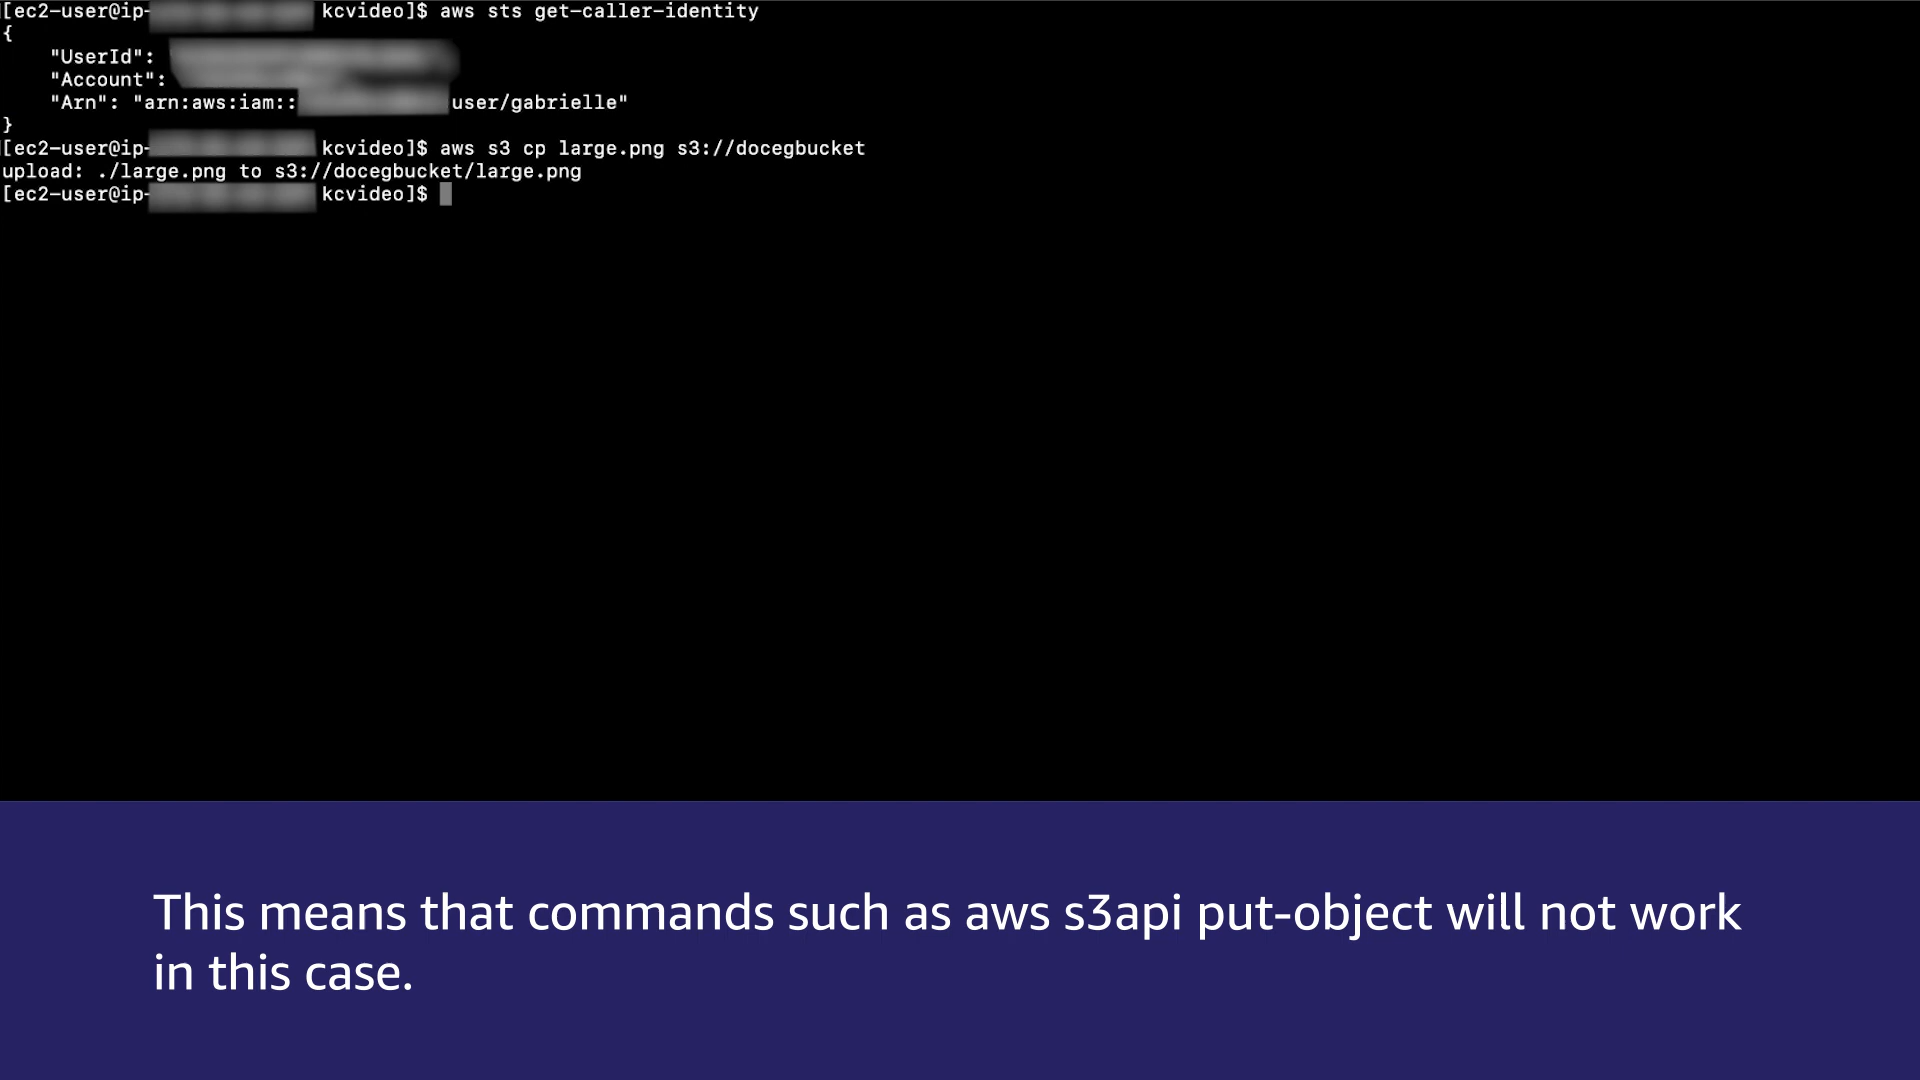 [ec2-user@ip- kcvideo]$ aws sts get-caller-identity
{
"UserId":
"Account":
"Arn": "arn:aws:iam:: user/gabrielle"
}
[ec2-user@ip- kcvideo]$ aws s3 cp large.png s3://docegbucket
upload: ./large.png to s3://docegbucket/large.png
[ec2-user@ip- kcvideo]$
This means that commands such as aws s3api put-object will not work
in this case.